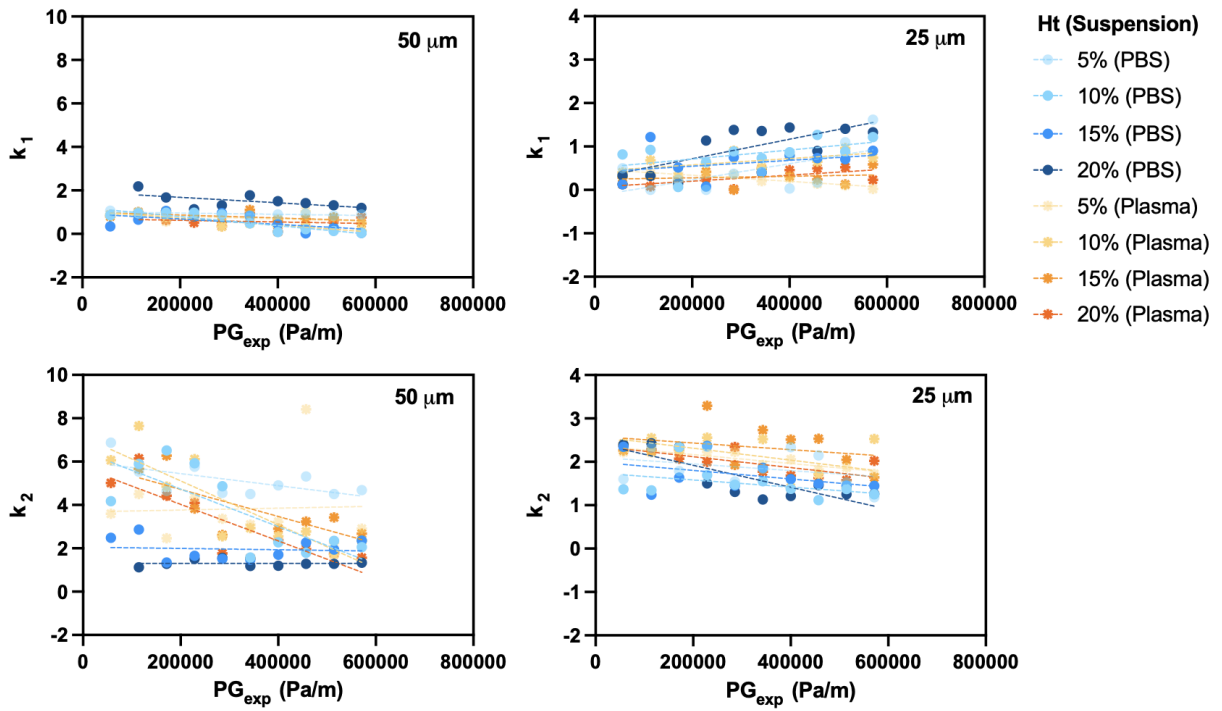 10
8
6
4
2
0
-2
k1
50 μm
0 200000 400000 600000 800000
PGexp (Pa/m)
4
3
2
1
0
-1
-2
k1
25 μm
0 200000 400000 600000 800000
PGexp (Pa/m)
Ht (Suspension)
5% (PBS)
10% (PBS)
15% (PBS)
20% (PBS)
5% (Plasma)
10% (Plasma)
15% (Plasma)
20% (Plasma)
10
8
6
4
2
0
-2
k2
50 μm
0 200000 400000 600000 800000
PGexp (Pa/m)
4
3
2
1
0
-1
-2
k2
25 μm
0 200000 400000 600000 800000
PGexp (Pa/m)